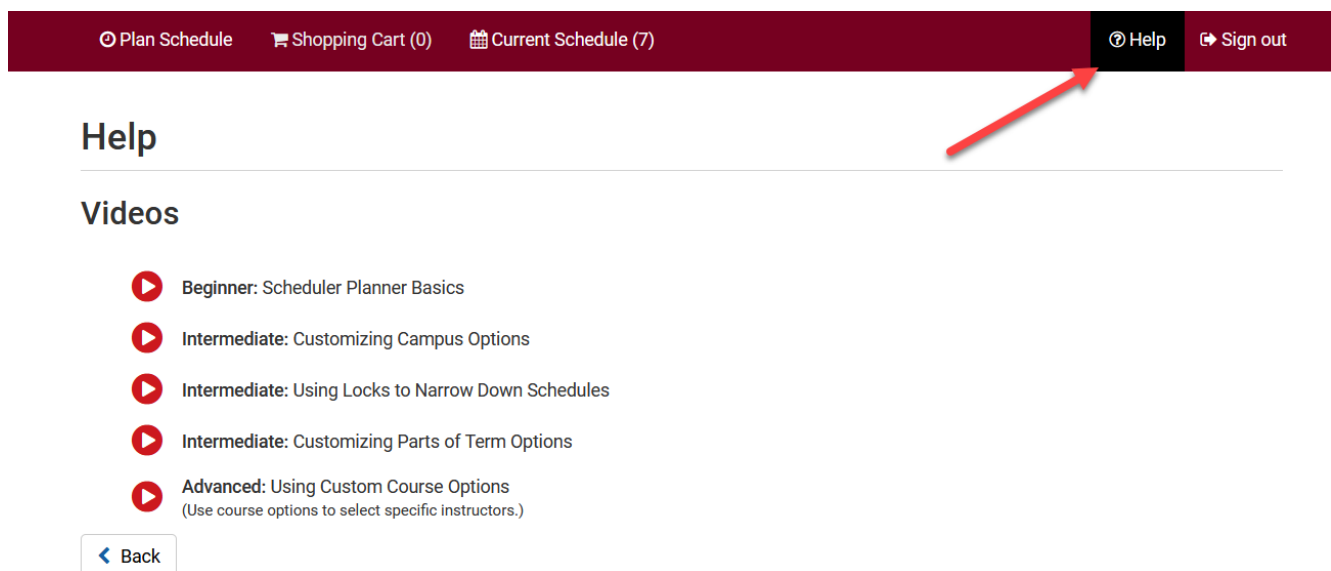 Plan Schedule Shopping Cart (0) Current Schedule (7) Help Sign out
Help
Videos
Beginner: Scheduler Planner Basics
Intermediate: Customizing Campus Options
Intermediate: Using Locks to Narrow Down Schedules
Intermediate: Customizing Parts of Term Options
Advanced: Using Custom Course Options
(Use course options to select specific instructors.)
Back